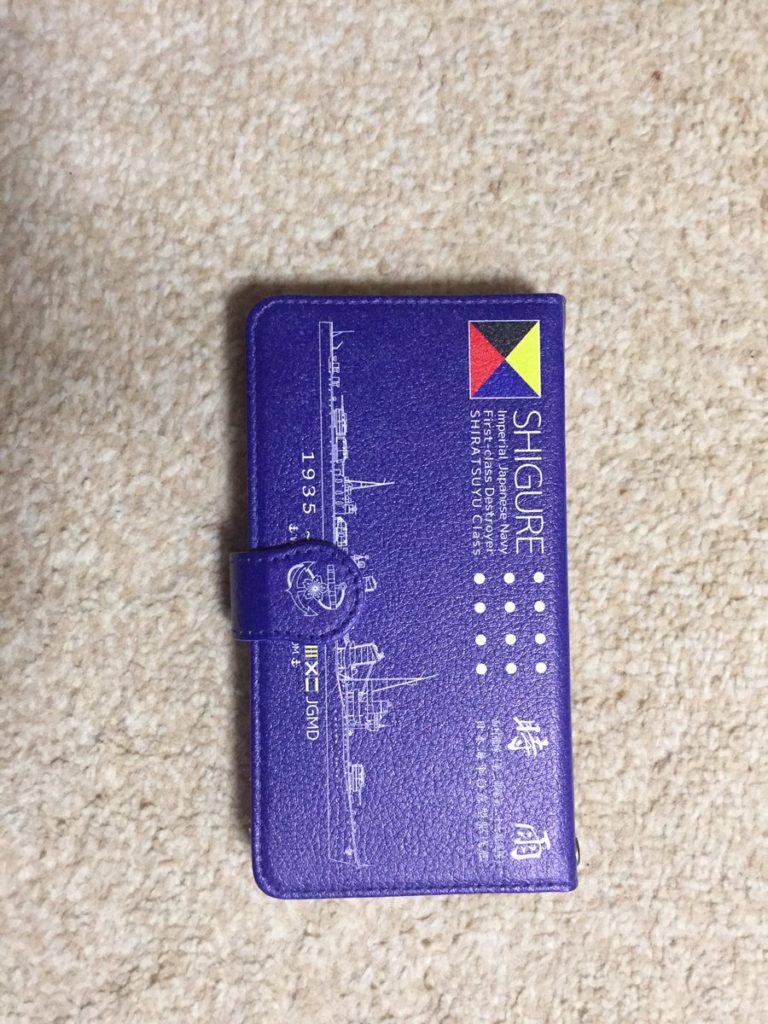 SHIGURE
Imperial Japanese Navy
First-class Destroyer
SHIRATSUYU Class
時雨
1935
JGMD